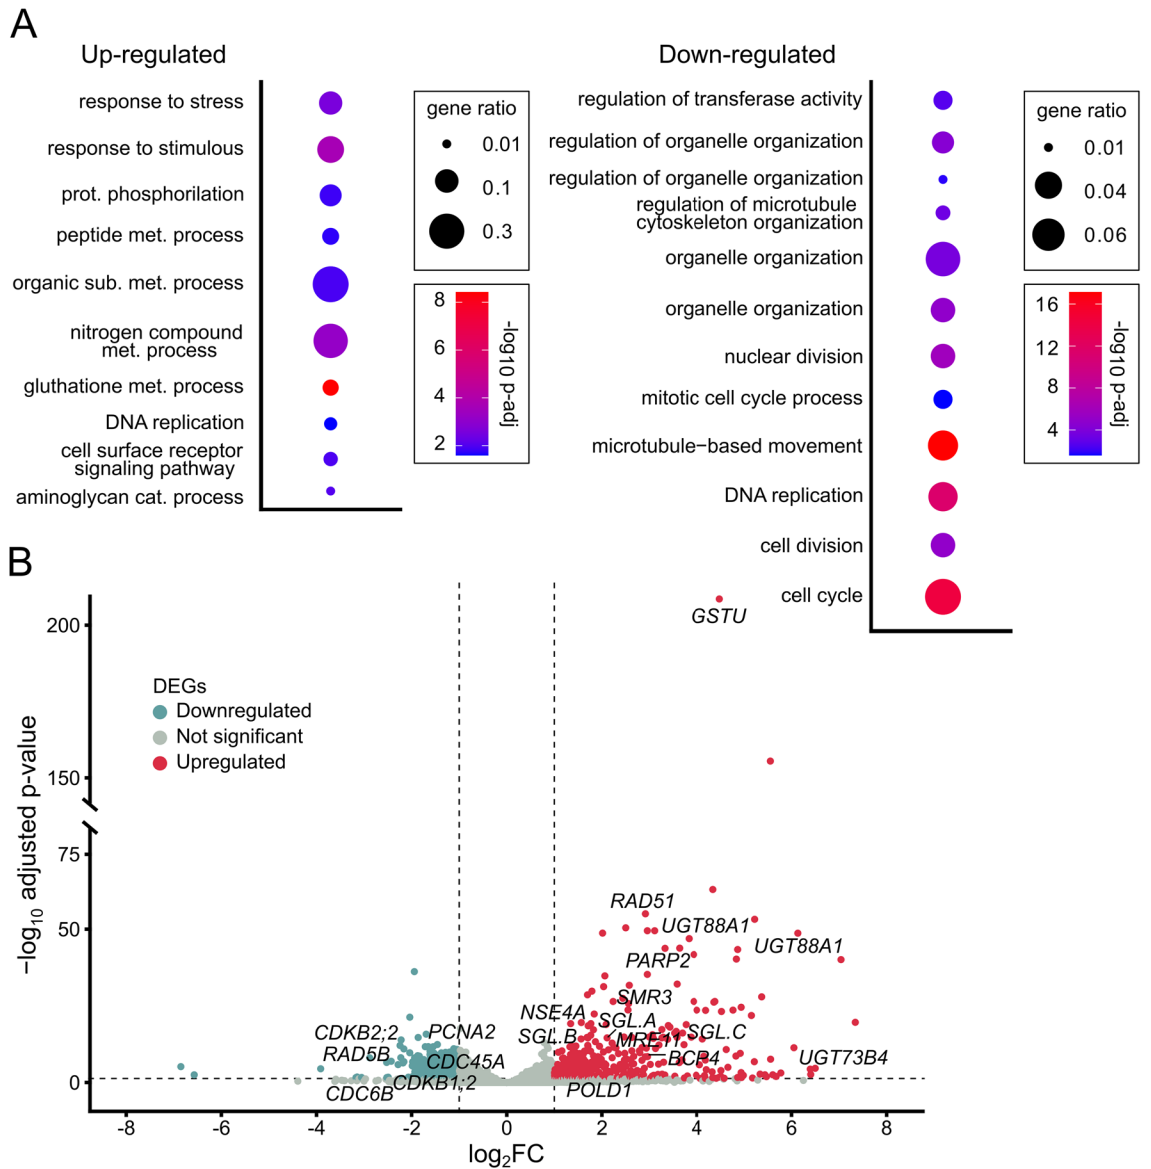 A
Up-regulated
response to stress
response to stimulous
prot. phosphorilation
peptide met. process
organic sub. met. process
nitrogen compound
met. process
gluthatione met. process
DNA replication
cell surface receptor
signaling pathway
aminoglycan cat. process
gene ratio
0.01
0.1
0.3
8
6
4
2
-log10 p-adj
Down-regulated
regulation of transferase activity
regulation of organelle organization
regulation of organelle organization
regulation of microtubule
cytoskeleton organization
organelle organization
organelle organization
nuclear division
mitotic cell cycle process
microtubule−based movement
DNA replication
cell division
cell cycle
gene ratio
0.01
0.04
0.06
16
12
8
4
-log10 p-adj
B
−log10 adjusted p-value
200
150
75
50
0
DEGs
Downregulated
Not significant
Upregulated
GSTU
RAD51
UGT88A1
UGT88A1
PARP2
SMR3
NSE4A
SGL.A
SGL.B
MRE11
SGL.C
BCB4
UGT73B4
POLD1
CDKB2;2
PCNA2
RAD5B
CDC45A
CDKB1;2
CDC6B
-8
-6
-4
-2
0
2
4
6
8
log2FC